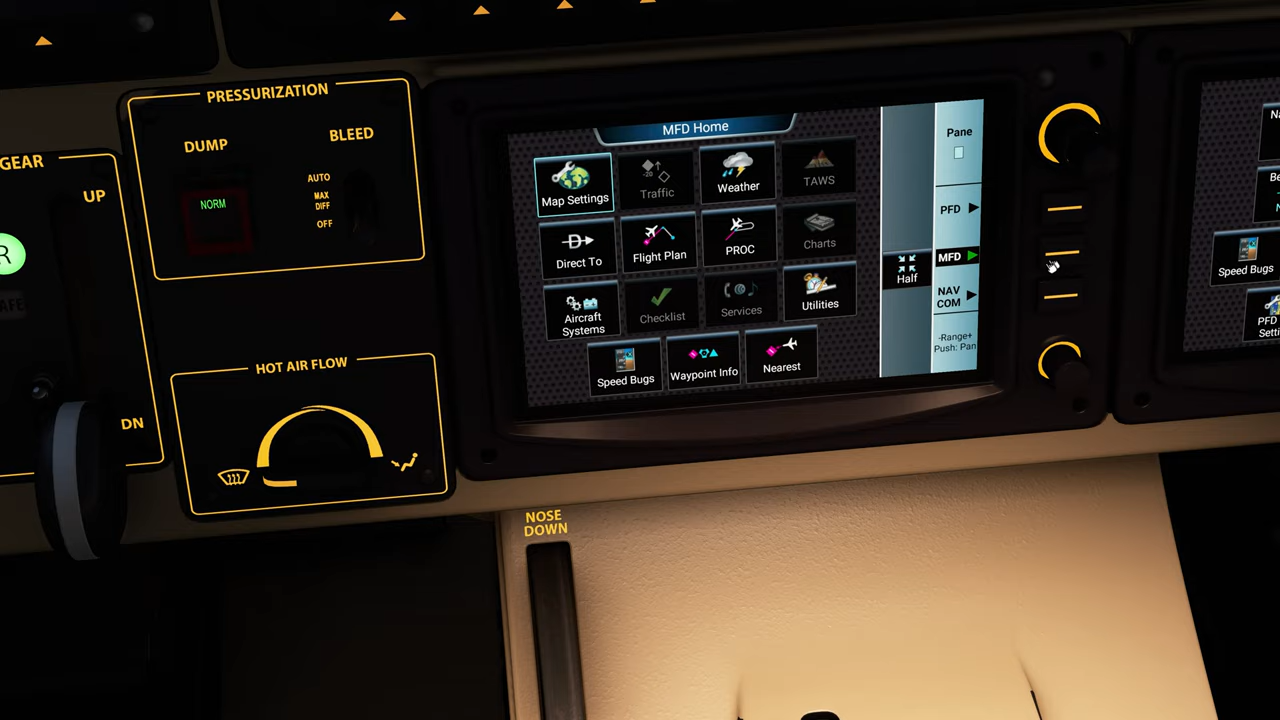 PRESSURIZATION
DUMP
BLEED
NORM
AUTO
MAX
DIFF
OFF
GEAR
UP
R
DN
HOT AIR FLOW
MFD Home
Map Settings
Traffic
Weather
TAWS
Direct To
Flight Plan
PROC
Charts
Aircraft
Systems
Checklist
Services
Utilities
Speed Bugs
Waypoint Info
Nearest
Half
Pane
PFD
MFD
NAV
COM
-Range+
Push: Pan
Speed Bugs
PFD
NOSE
DOWN